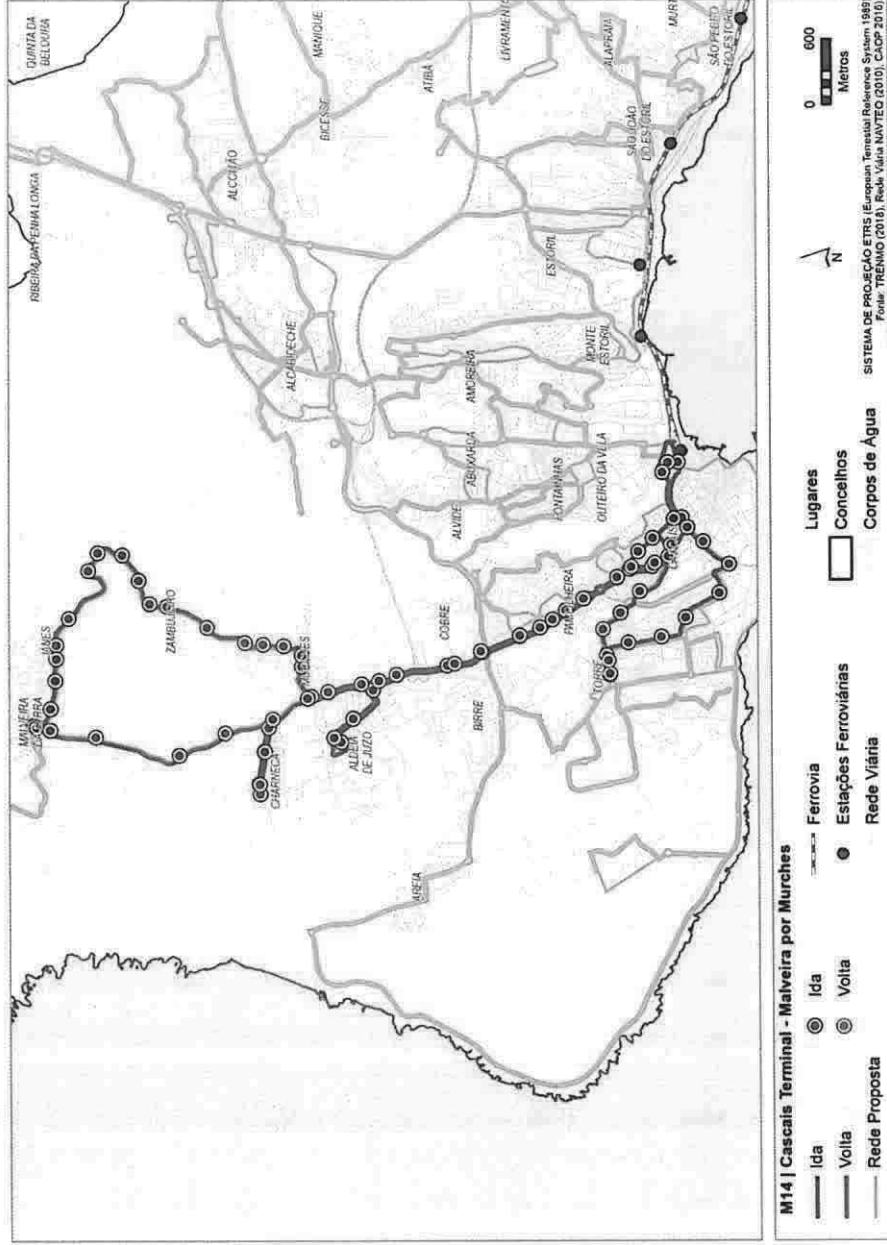 QUINTA DA
BELOURA
RIBEIRA DA PENHA LONGA
MANIQUE
LIVRAMENTO
BICESSE
ATIBÁ
ALAPRAIA
ALCOITÃO
SÃO PEDRO
DO ESTORIL
SÃO JOÃO
DO ESTORIL
ESTORIL
ALCABIDECHE
MONTE
ESTORIL
AMOREIRA
ABUXARDA
ALVIDE
FONTAINHAS
OUTEIRO DA VILA
CASCAIS
JANES
ZAMBUJEIRO
MALVEIRA
DA SERRA
MURCHES
COBRE
PAMPILHEIRA
CHARNECA
ALDEIA
DE JUZO
BIRRE
TORRE
AREIA
M14 | Cascais Terminal - Malveira por Murches
Ida
Volta
Rede Proposta
Ida
Volta
Ferrovia
Estações Ferroviárias
Rede Viária
Lugares
Concelhos
Corpos de Água
N
0 600
Metros
SISTEMA DE PROJEÇÃO ETRS (European Terrestrial Reference System 1989)
Fonte: TRENMO (2018), Rede Viária NAVTEQ (2010), CAOP 2016)